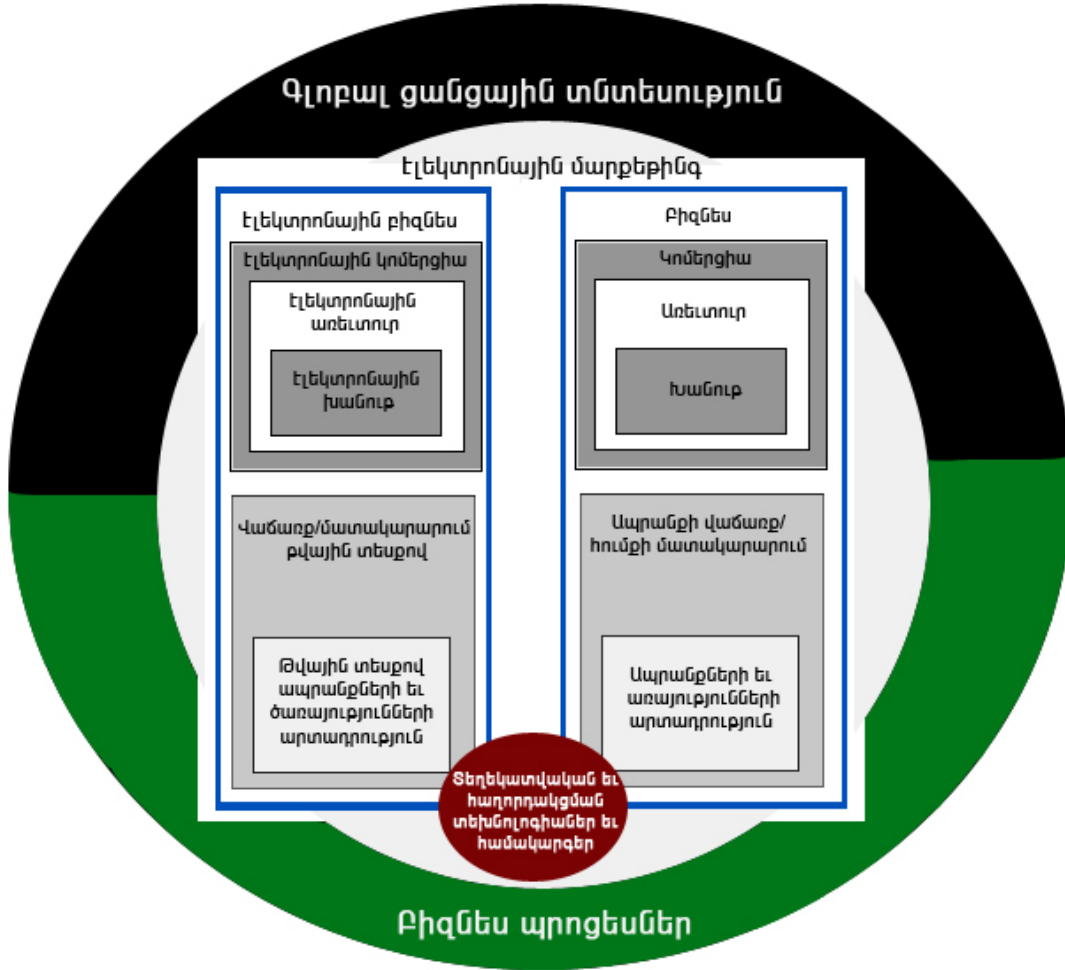 Գլոբալ ցանցային տնտեսություն
էլեկտրոնային մարքեթինգ
էլեկտրոնային բիզնես
էլեկտրոնային կոմերցիա
էլեկտրոնային
առեւտուր
էլեկտրոնային
խանութ
Վաճառք/մատակարարում
թվային տեսքով
Թվային տեսքով
ապրանքների եւ
ծառայությունների
արտադրություն
Բիզնես
Կոմերցիա
Առեւտուր
Խանութ
Ապրանքի վաճառք/
հումքի մատակարարում
Ապրանքների եւ
առայությունների
արտադրություն
Տեղեկատվական եւ
հաղորդակցման
տեխնոլոգիաներ եւ
համակարգեր
Բիզնես պրոցեսներ